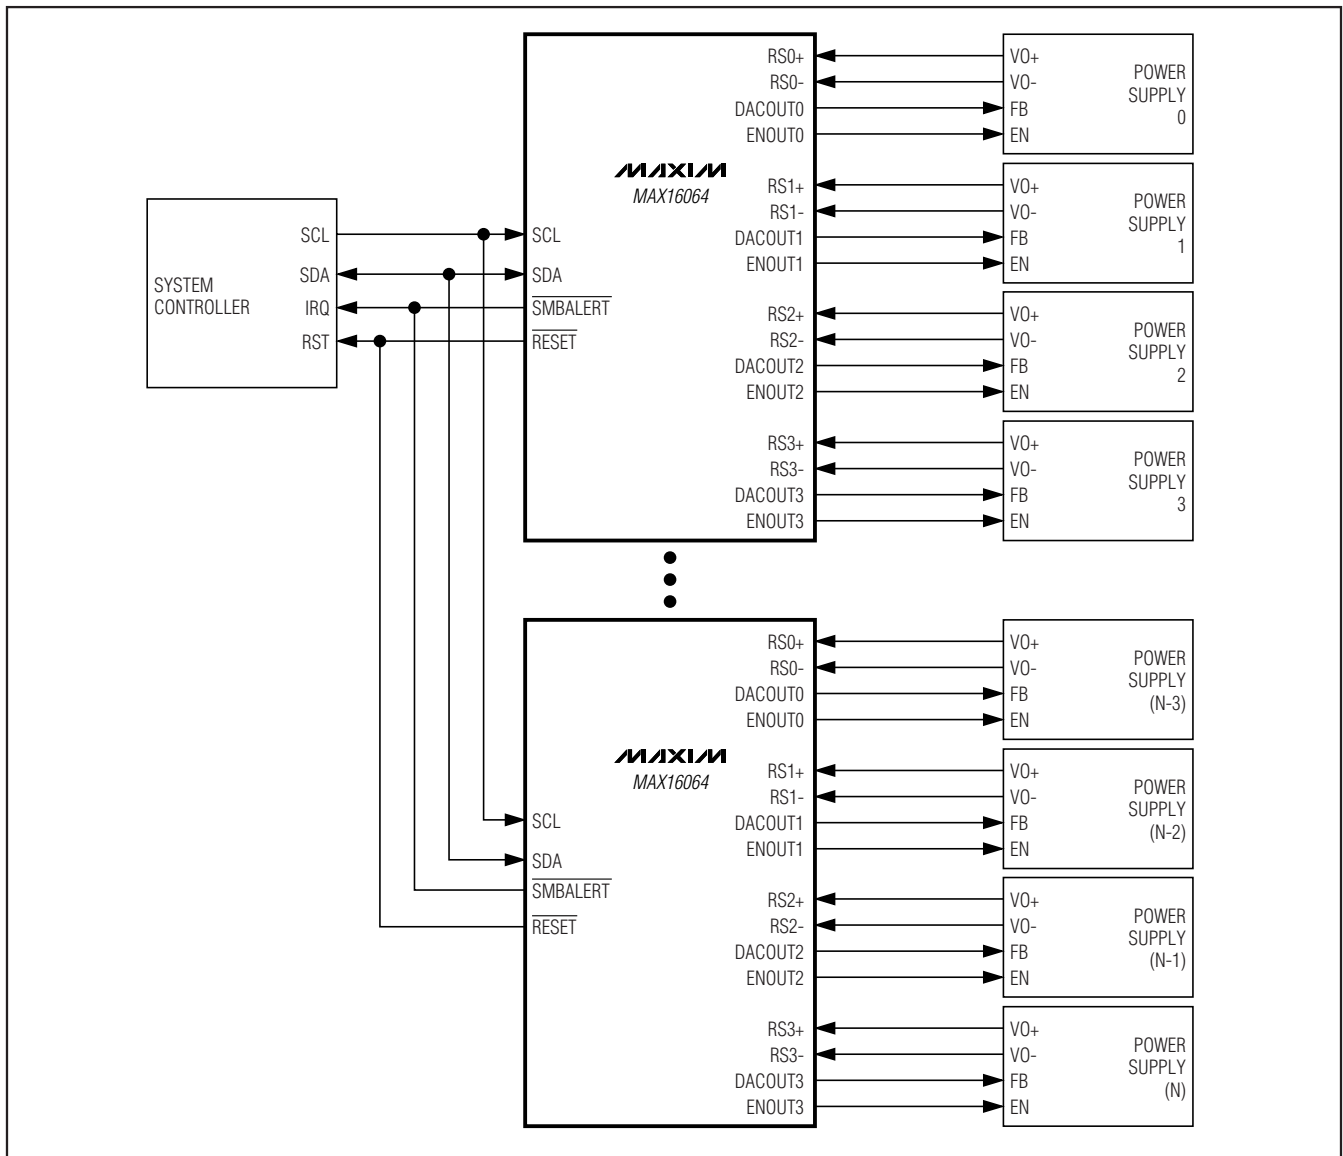 SYSTEM
CONTROLLER
SCL
SDA
IRQ
RST
SCL
SDA
SMBALERT
RESET
MAXIM
MAX16064
RS0+
RS0-
DACOUT0
ENOUT0
RS1+
RS1-
DACOUT1
ENOUT1
RS2+
RS2-
DACOUT2
ENOUT2
RS3+
RS3-
DACOUT3
ENOUT3
VO+
VO-
FB
EN
POWER
SUPPLY
0
VO+
VO-
FB
EN
POWER
SUPPLY
1
VO+
VO-
FB
EN
POWER
SUPPLY
2
VO+
VO-
FB
EN
POWER
SUPPLY
3
SCL
SDA
SMBALERT
RESET
MAXIM
MAX16064
RS0+
RS0-
DACOUT0
ENOUT0
RS1+
RS1-
DACOUT1
ENOUT1
RS2+
RS2-
DACOUT2
ENOUT2
RS3+
RS3-
DACOUT3
ENOUT3
VO+
VO-
FB
EN
POWER
SUPPLY
(N-3)
VO+
VO-
FB
EN
POWER
SUPPLY
(N-2)
VO+
VO-
FB
EN
POWER
SUPPLY
(N-1)
VO+
VO-
FB
EN
POWER
SUPPLY
(N)